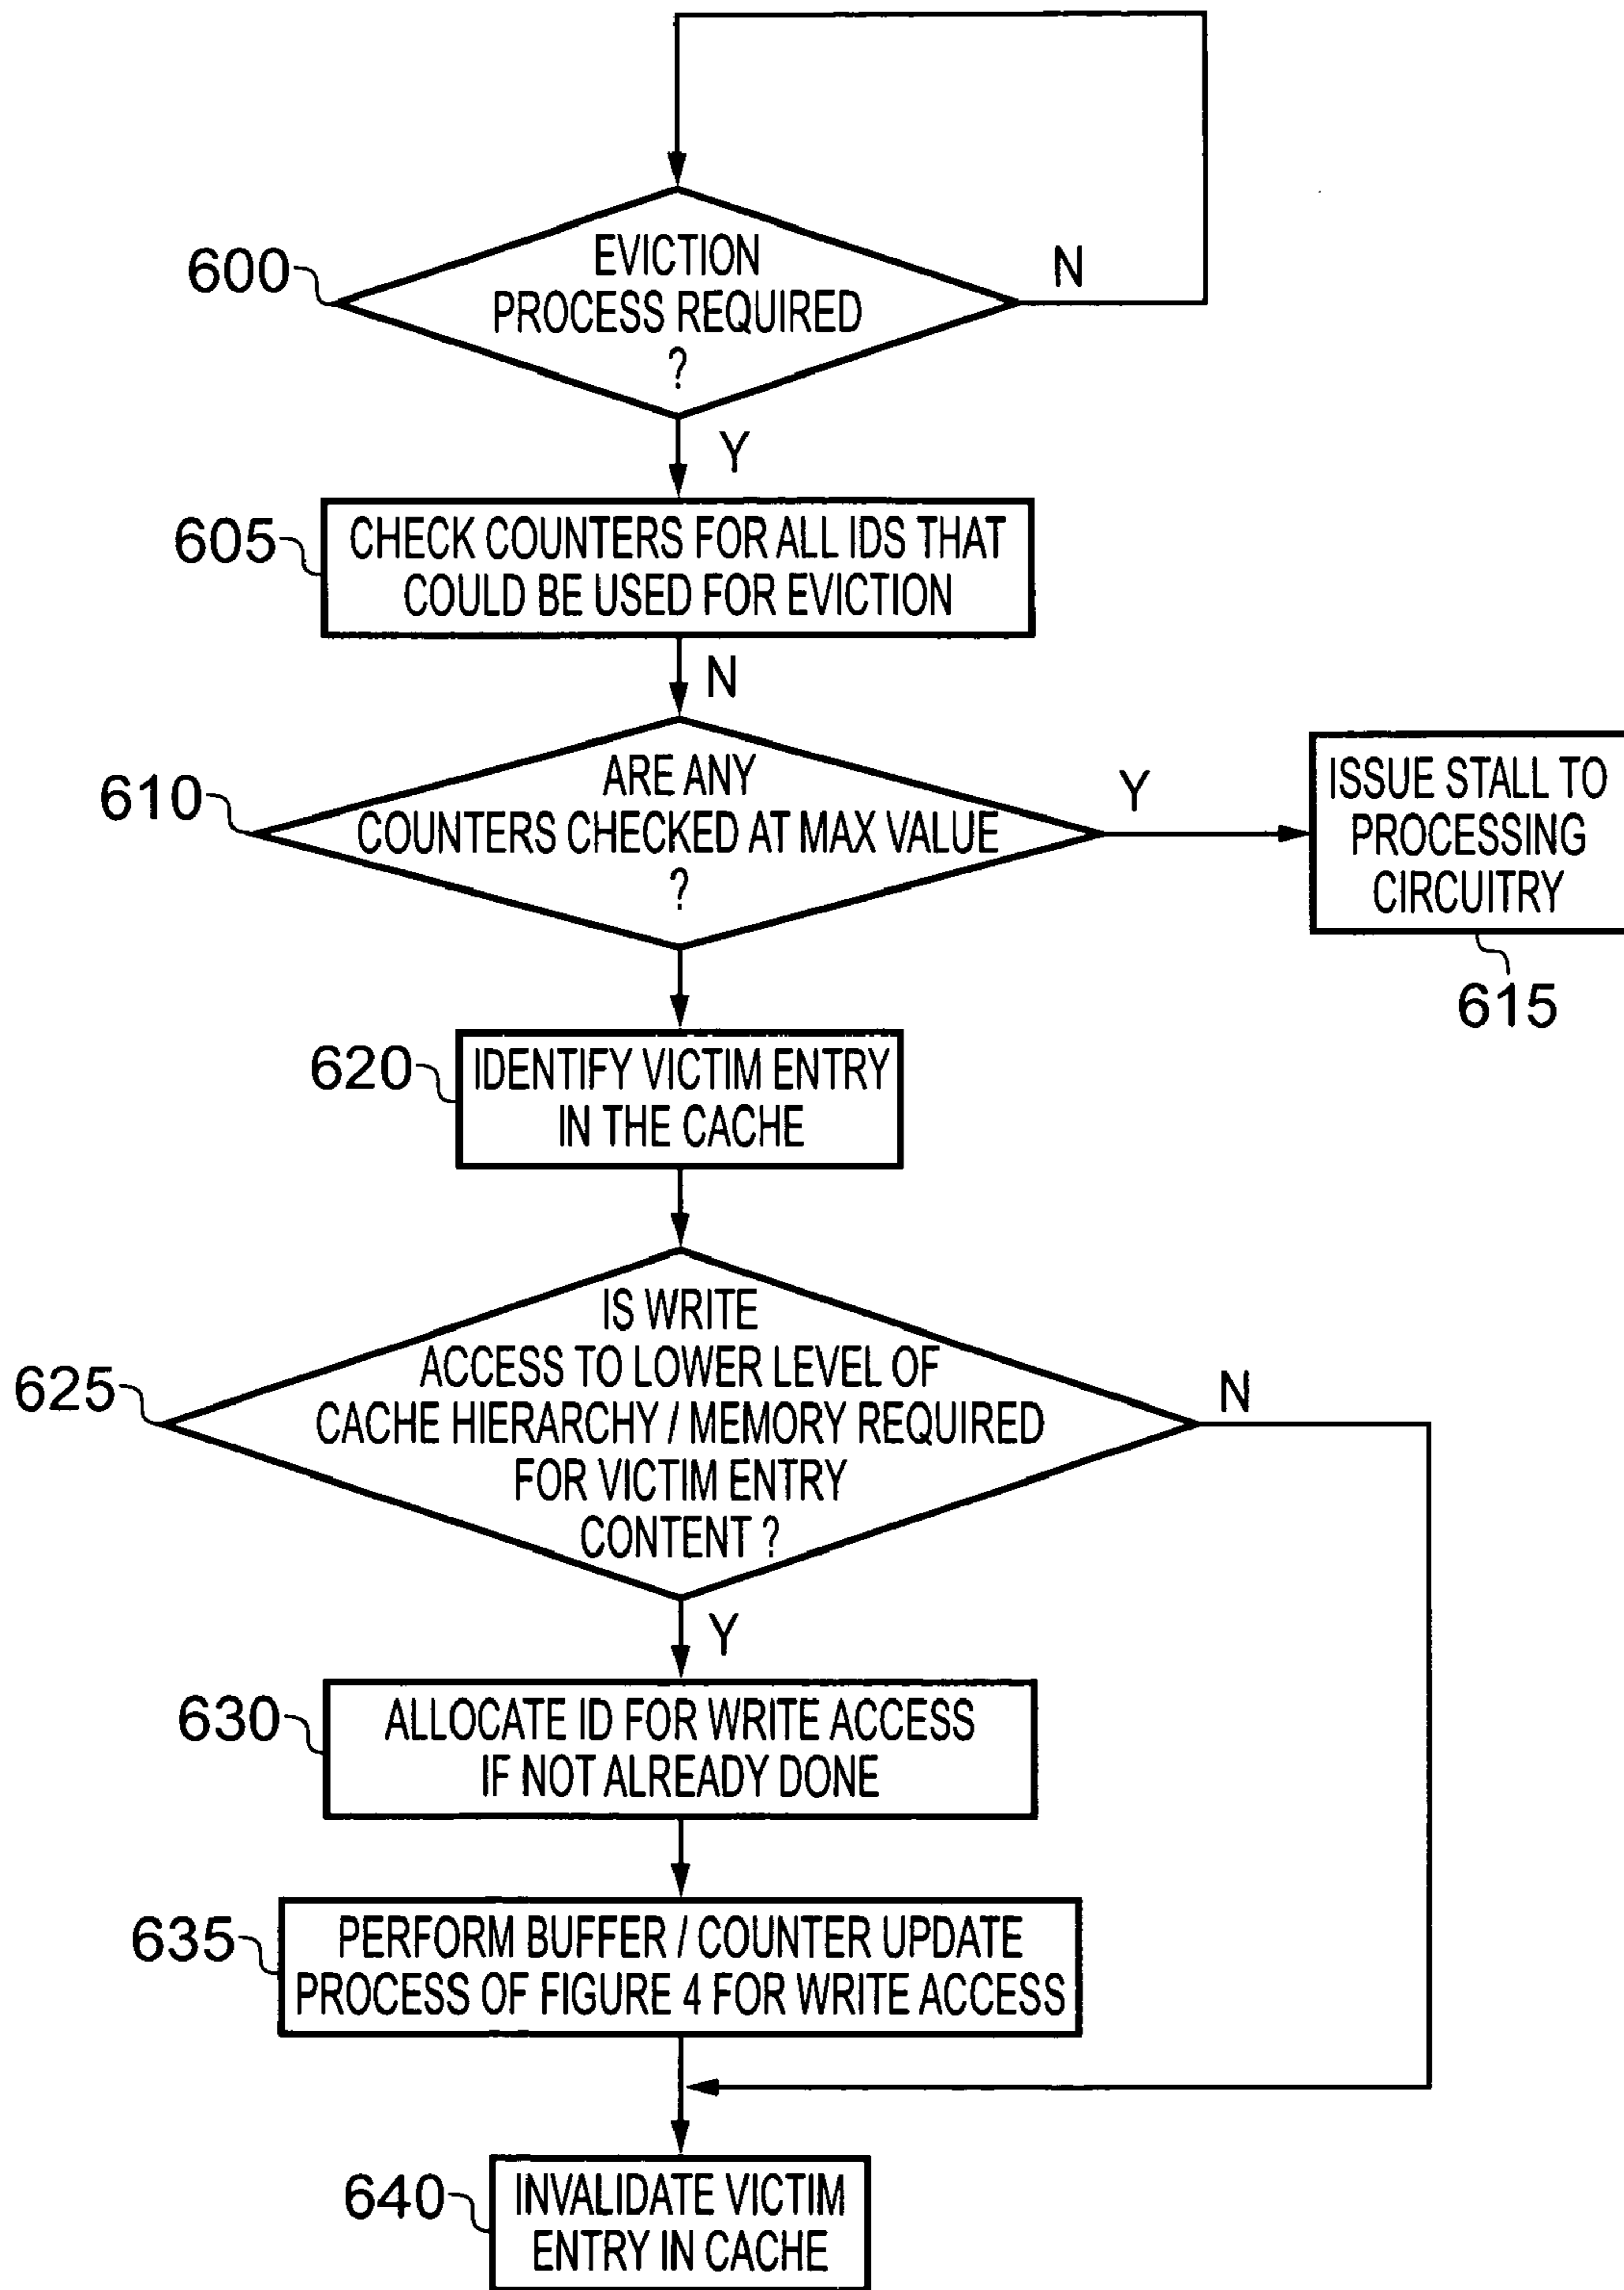 600
EVICTION
PROCESS REQUIRED
?
N
Y
605
CHECK COUNTERS FOR ALL IDS THAT
COULD BE USED FOR EVICTION
N
610
ARE ANY
COUNTERS CHECKED AT MAX VALUE
?
Y
ISSUE STALL TO
PROCESSING
CIRCUITRY
615
620
IDENTIFY VICTIM ENTRY
IN THE CACHE
625
IS WRITE
ACCESS TO LOWER LEVEL OF
CACHE HIERARCHY / MEMORY REQUIRED
FOR VICTIM ENTRY
CONTENT ?
N
Y
630
ALLOCATE ID FOR WRITE ACCESS
IF NOT ALREADY DONE
635
PERFORM BUFFER / COUNTER UPDATE
PROCESS OF FIGURE 4 FOR WRITE ACCESS
640
INVALIDATE VICTIM
ENTRY IN CACHE